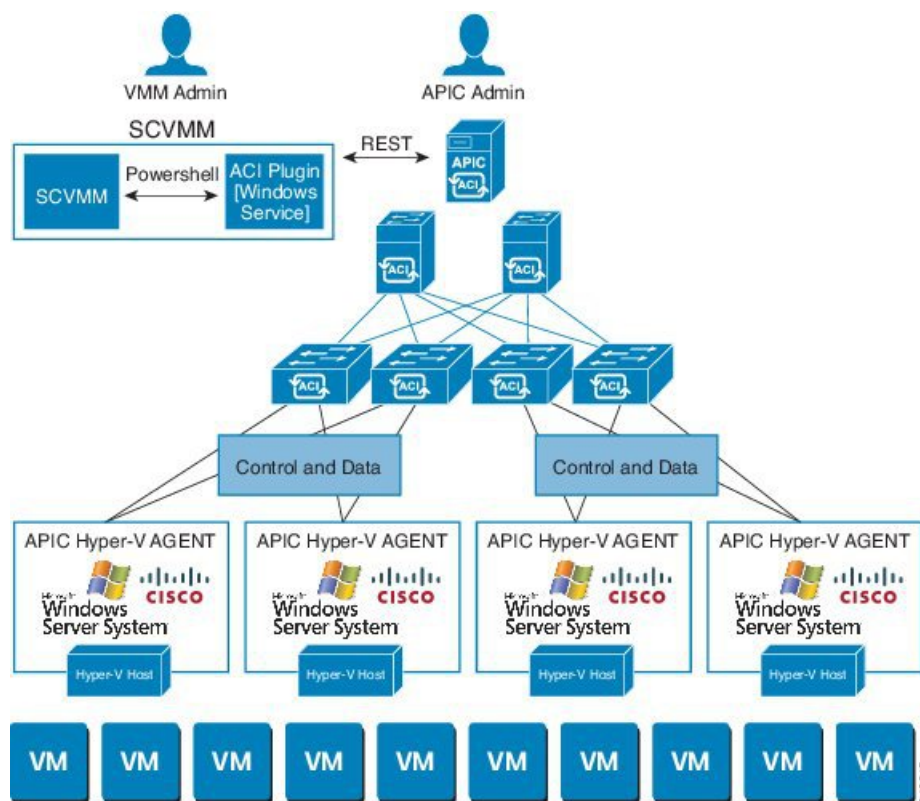 VMM Admin
APIC Admin
SCVMM
REST
APIC
ACI
SCVMM
Powershell
ACI Plugin
[Windows
Service]
ACI
ACI
ACI
ACI
ACI
ACI
Control and Data
Control and Data
APIC Hyper-V AGENT
APIC Hyper-V AGENT
APIC Hyper-V AGENT
APIC Hyper-V AGENT
CISCO
CISCO
CISCO
CISCO
Windows
Server System
Windows
Server System
Windows
Server System
Windows
Server System
Hyper-V Host
Hyper-V Host
Hyper-V Host
Hyper-V Host
VM
VM
VM
VM
VM
VM
VM
VM
VM
VM